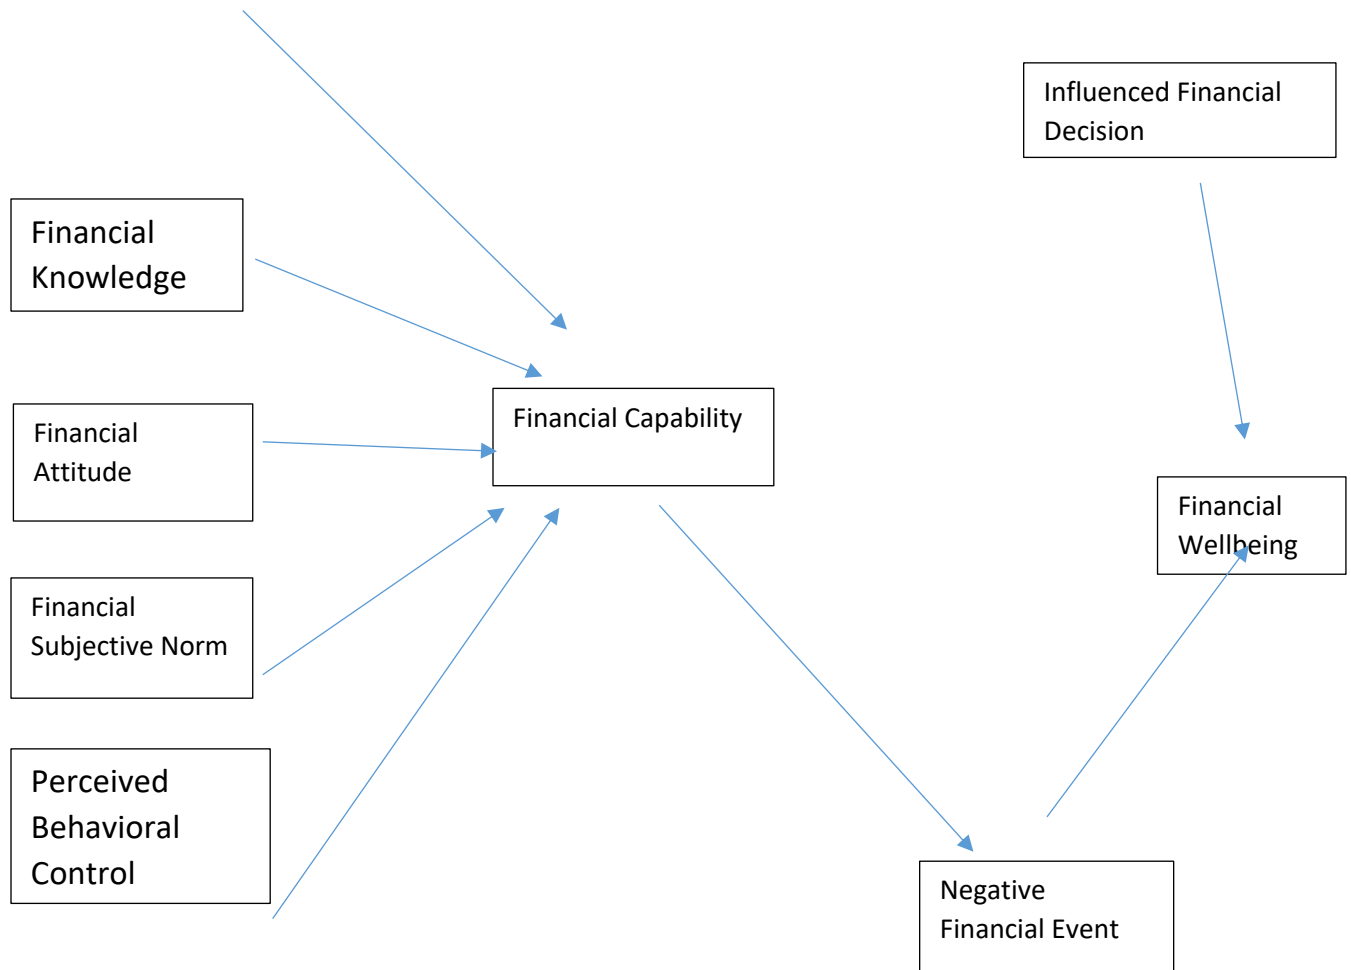 Influenced Financial
Decision
Financial
Knowledge
Financial Capability
Financial
Attitude
Financial
Wellbeing
Financial
Subjective Norm
Perceived
Behavioral
Control
Negative
Financial Event